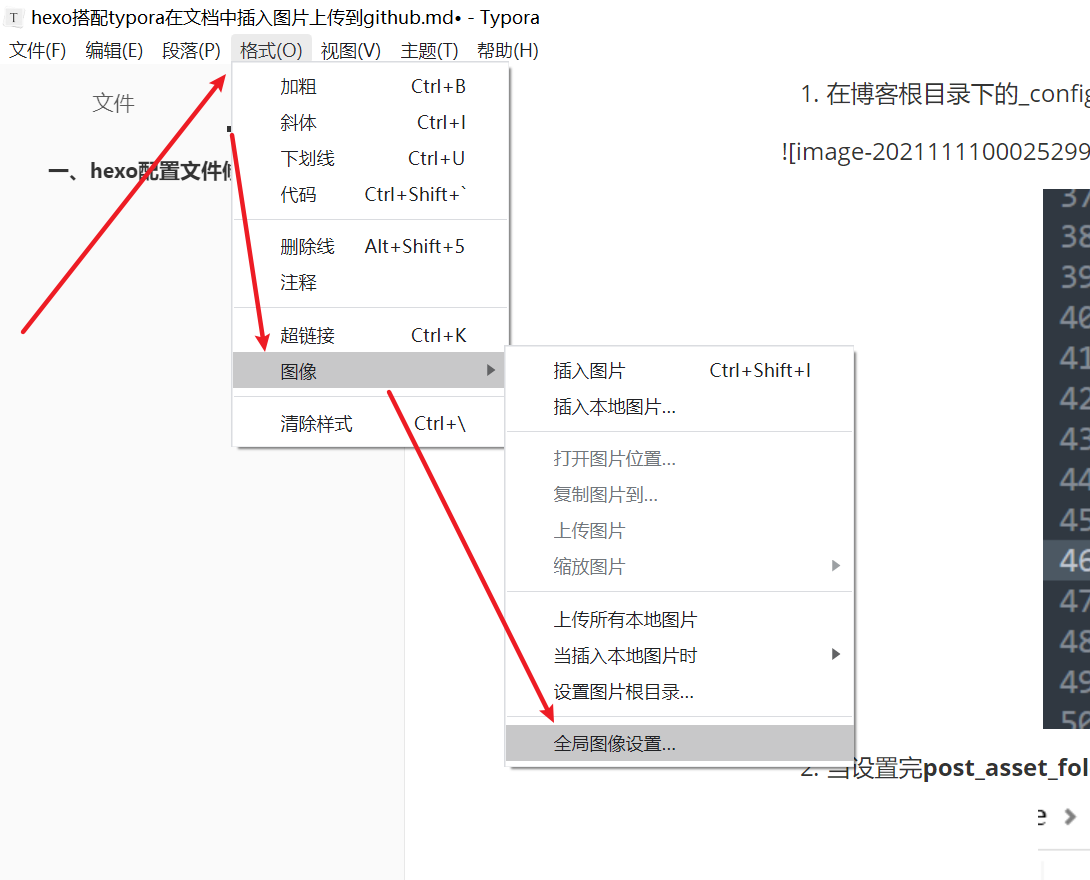 T hexo搭配typora在文档中插入图片上传到github.md• - Typora
文件(F) 编辑(E) 段落(P) 格式(O) 视图(V) 主题(T) 帮助(H)
文件
一、hexo配置文件
加粗 Ctrl+B
斜体 Ctrl+I
下划线 Ctrl+U
代码 Ctrl+Shift+`
删除线 Alt+Shift+5
注释
超链接 Ctrl+K
图像
清除样式 Ctrl+\
插入图片 Ctrl+Shift+I
插入本地图片...
打开图片位置...
复制图片到...
上传图片
缩放图片
上传所有本地图片
当插入本地图片时
设置图片根目录...
全局图像设置...
1. 在博客根目录下的_config
![image-2021111100025299
37
38
39
40
41
42
43
44
45
46
47
48
49
50
2. 当设置完post_asset_fol
e